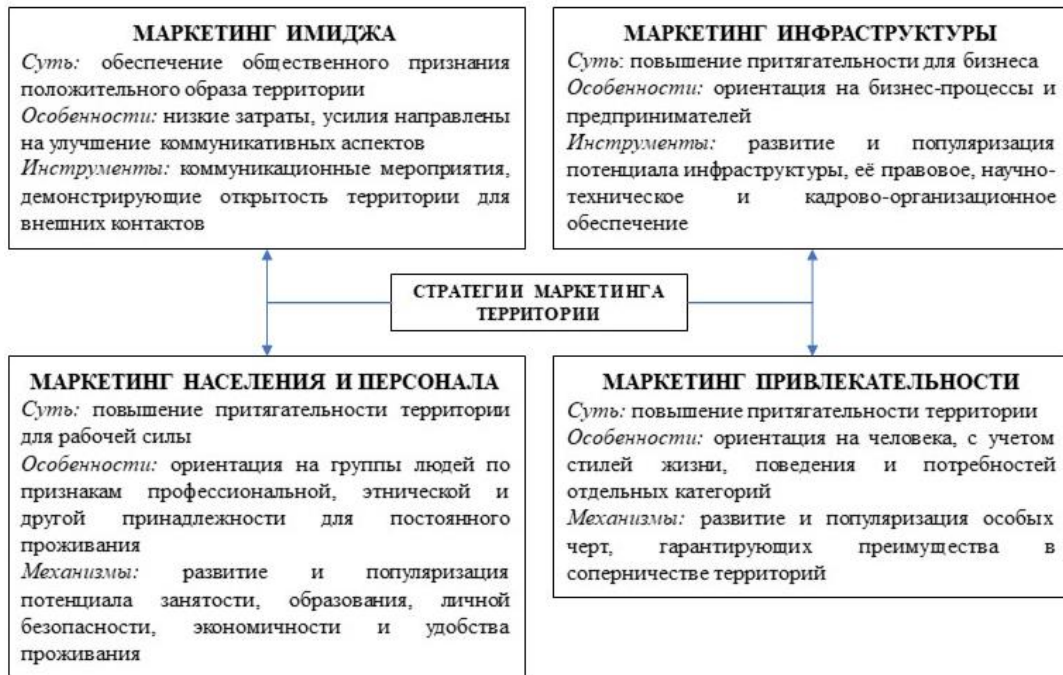 МАРКЕТИНГ ИМИДЖА
Суть: обеспечение общественного признания
положительного образа территории
Особенности: низкие затраты, усилия направлены
на улучшение коммуникативных аспектов
Инструменты: коммуникационные мероприятия,
демонстрирующие открытость территории для
внешних контактов
МАРКЕТИНГ ИНФРАСТРУКТУРЫ
Суть: повышение притягательности для бизнеса
Особенности: ориентация на бизнес-процессы и
предпринимателей
Инструменты: развитие и популяризация
потенциала инфраструктуры, её правовое, научно-
техническое и кадрово-организационное
обеспечение
СТРАТЕГИИ МАРКЕТИНГА
ТЕРРИТОРИИ
МАРКЕТИНГ НАСЕЛЕНИЯ И ПЕРСОНАЛА
Суть: повышение притягательности территории
для рабочей силы
Особенности: ориентация на группы людей по
признакам профессиональной, этнической и
другой принадлежности для постоянного
проживания
Механизмы: развитие и популяризация
потенциала занятости, образования, личной
безопасности, экономичности и удобства
проживания
МАРКЕТИНГ ПРИВЛЕКАТЕЛЬНОСТИ
Суть: повышение притягательности территории
Особенности: ориентация на человека, с учетом
стилей жизни, поведения и потребностей
отдельных категорий
Механизмы: развитие и популяризация особых
черт, гарантирующих преимущества в
соперничестве территорий